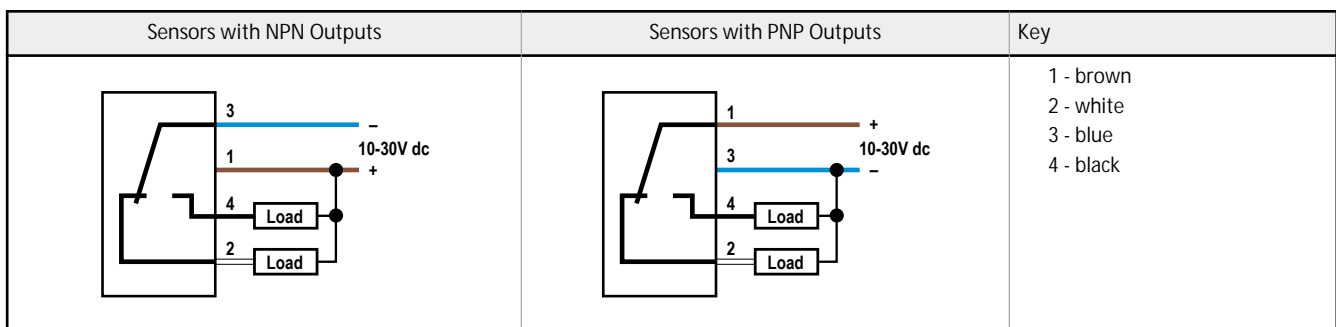 Sensors with NPN Outputs
Sensors with PNP Outputs
Key
3
–
10-30V dc
1
+
4
Load
2
Load
1
+
10-30V dc
3
–
4
Load
2
Load
1 - brown
2 - white
3 - blue
4 - black